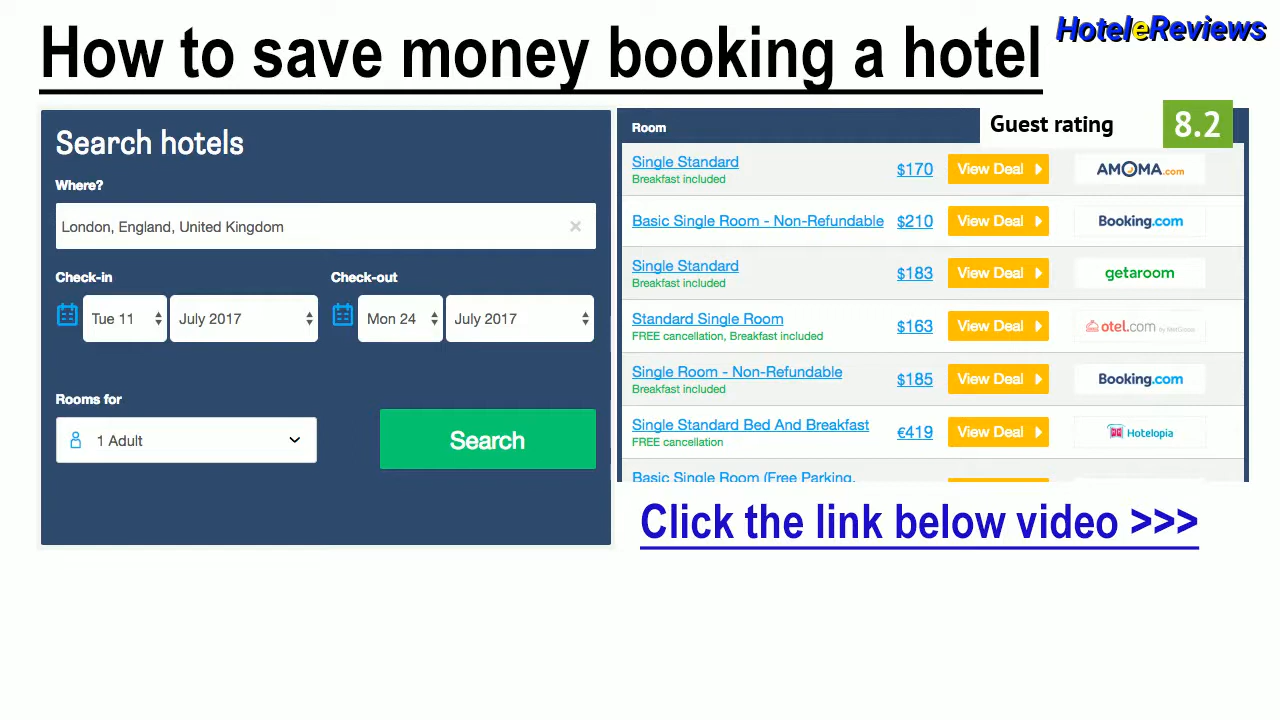 How to save money booking a hotel
HoteleReviews
Search hotels
Where?
London, England, United Kingdom
Check-in
Check-out
Tue 11
July 2017
Mon 24
July 2017
Rooms for
1 Adult
Search
Room
Guest rating
8.2
Single Standard
Breakfast included
$170
View Deal
AMOMA.com
Basic Single Room - Non-Refundable
$210
View Deal
Booking.com
Single Standard
Breakfast included
$183
View Deal
getaroom
Standard Single Room
FREE cancellation, Breakfast included
$163
View Deal
otel.com
Single Room - Non-Refundable
Breakfast included
$185
View Deal
Booking.com
Single Standard Bed And Breakfast
FREE cancellation
€419
View Deal
Hotelopia
Basic Single Room (Free Parking,
Click the link below video >>>